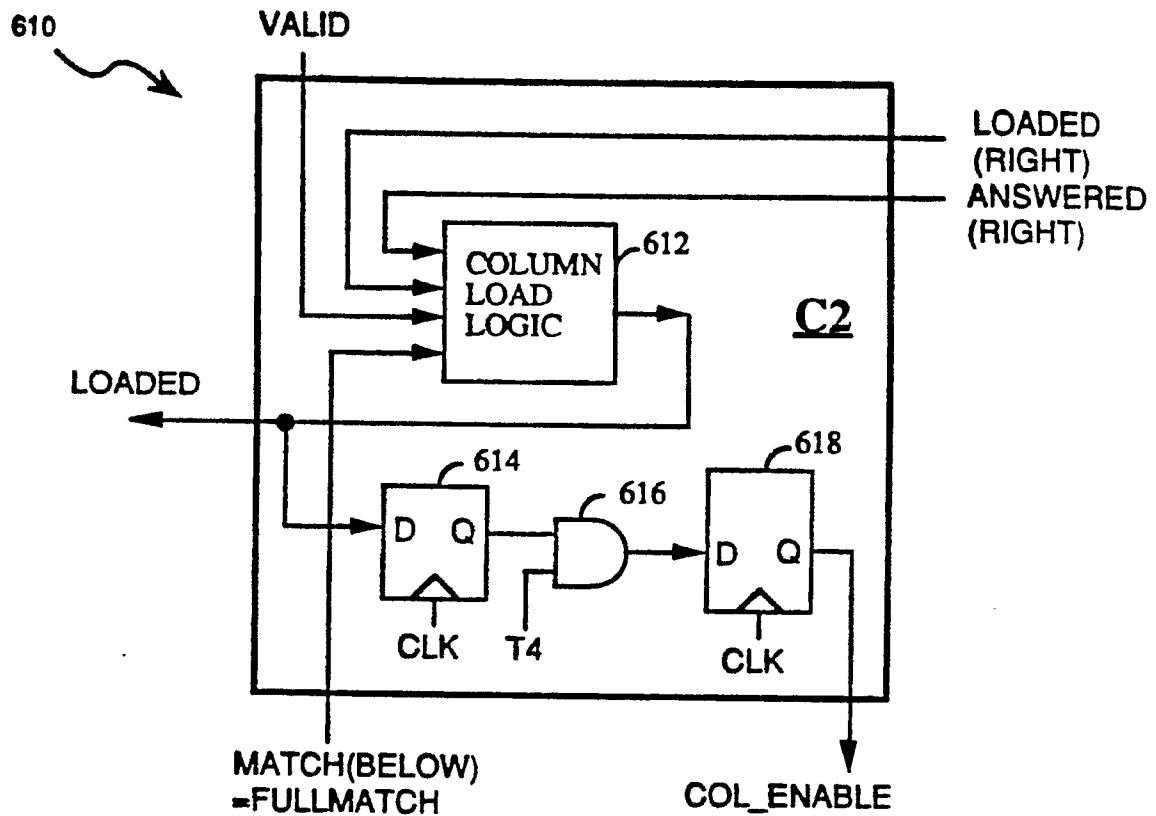 610
VALID
LOADED
(RIGHT)
ANSWERED
(RIGHT)
612
COLUMN
LOAD
LOGIC
C2
LOADED
614
616
618
D Q
D Q
CLK
T4
CLK
MATCH(BELOW)
=FULLMATCH
COL_ENABLE